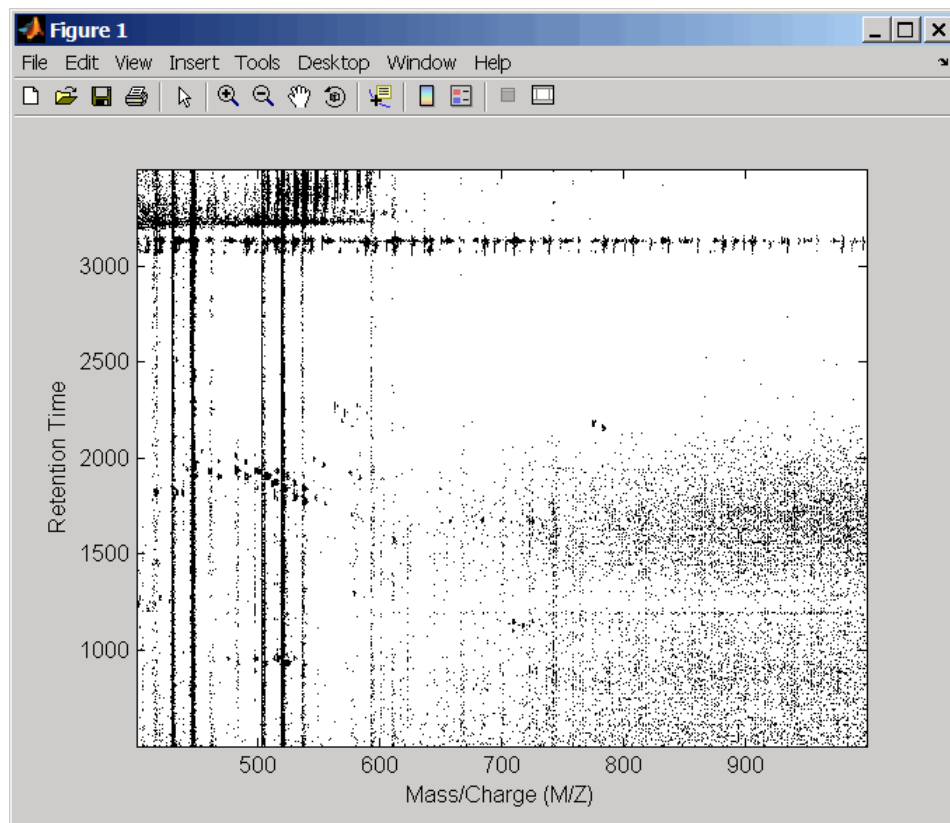 Figure 1
File Edit View Insert Tools Desktop Window Help
3000
2500
2000
1500
1000
Retention Time
500 600 700 800 900
Mass/Charge (M/Z)